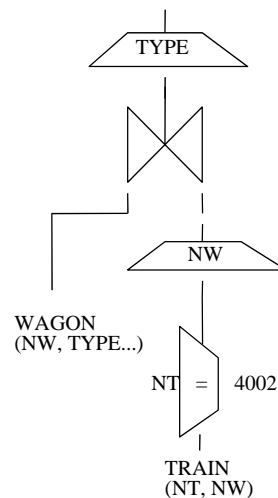 TYPE
NW
WAGON
(NW, TYPE...)
NT = 4002
TRAIN
(NT, NW)